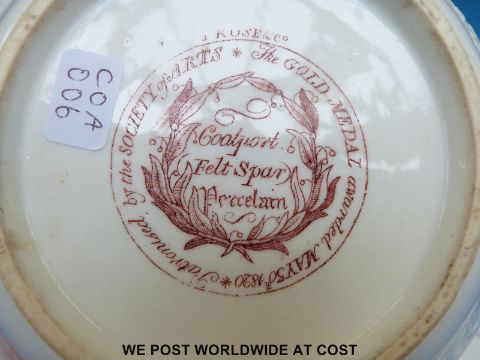 COA
006
I ROSE & Co
Patronised by the SOCIETY of ARTS * The GOLD MEDAL awarded MAY 30th 1820 *
Coalport
Felt Spar
Porcelain
WE POST WORLDWIDE AT COST